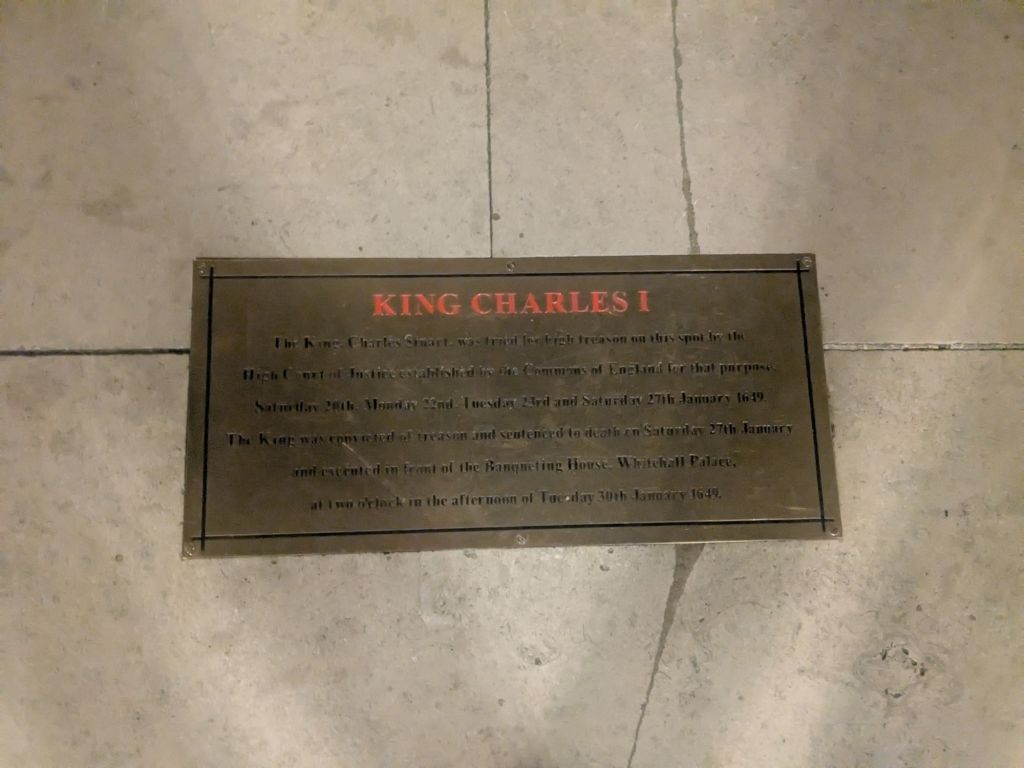 KING CHARLES I
The King, Charles Stuart, was tried for high treason on this spot by the
High Court of Justice established by the Commons of England for that purpose.
Saturday 20th, Monday 22nd, Tuesday 23rd and Saturday 27th January 1649.
The King was convicted of treason and sentenced to death on Saturday 27th January
and executed in front of the Banqueting House, Whitehall Palace,
at two o'clock in the afternoon of Tuesday 30th January 1649.